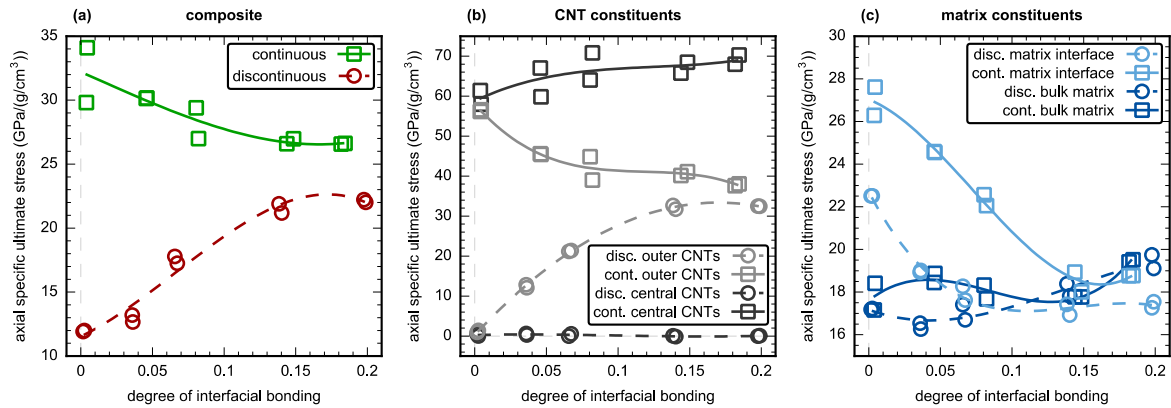 (a) composite
axial specific ultimate stress (GPa/(g/cm³)
35
30
25
20
15
10
continuous
discontinuous
0 0.05 0.1 0.15 0.2
degree of interfacial bonding
(b) CNT constituents
axial specific ultimate stress (GPa/(g/cm³)
70
60
50
40
30
20
10
0
disc. outer CNTs
cont. outer CNTs
disc. central CNTs
cont. central CNTs
0 0.05 0.1 0.15 0.2
degree of interfacial bonding
(c) matrix constituents
axial specific ultimate stress (GPa/(g/cm³)
28
26
24
22
20
18
16
disc. matrix interface
cont. matrix interface
disc. bulk matrix
cont. bulk matrix
0 0.05 0.1 0.15 0.2
degree of interfacial bonding